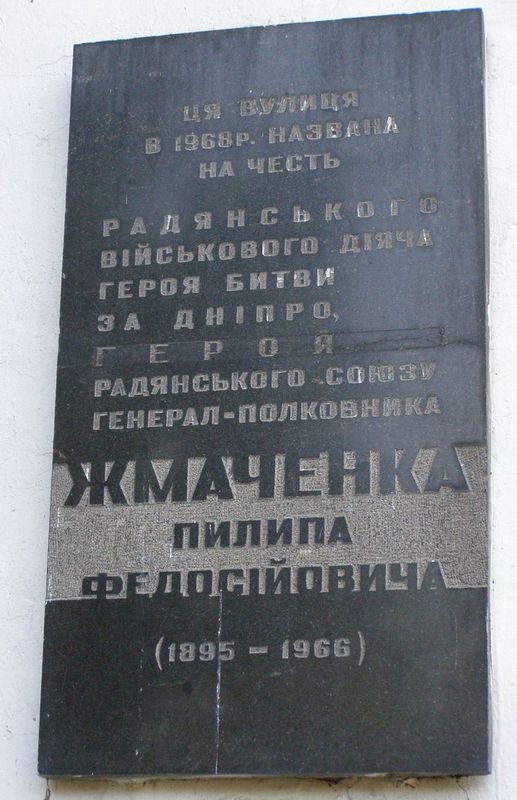 ЦЯ ВУЛИЦЯ
В 1968р. НАЗВАНА
НА ЧЕСТЬ
РАДЯНСЬКОГО
ВІЙСЬКОВОГО ДІЯЧА
ГЕРОЯ БИТВИ
ЗА ДНІПРО,
ГЕРОЯ
РАДЯНСЬКОГО СОЮЗУ
ГЕНЕРАЛ-ПОЛКОВНИКА
ЖМАЧЕНКА
ПИЛИПА
ФЕДОСІЙОВИЧА
(1895 – 1966)